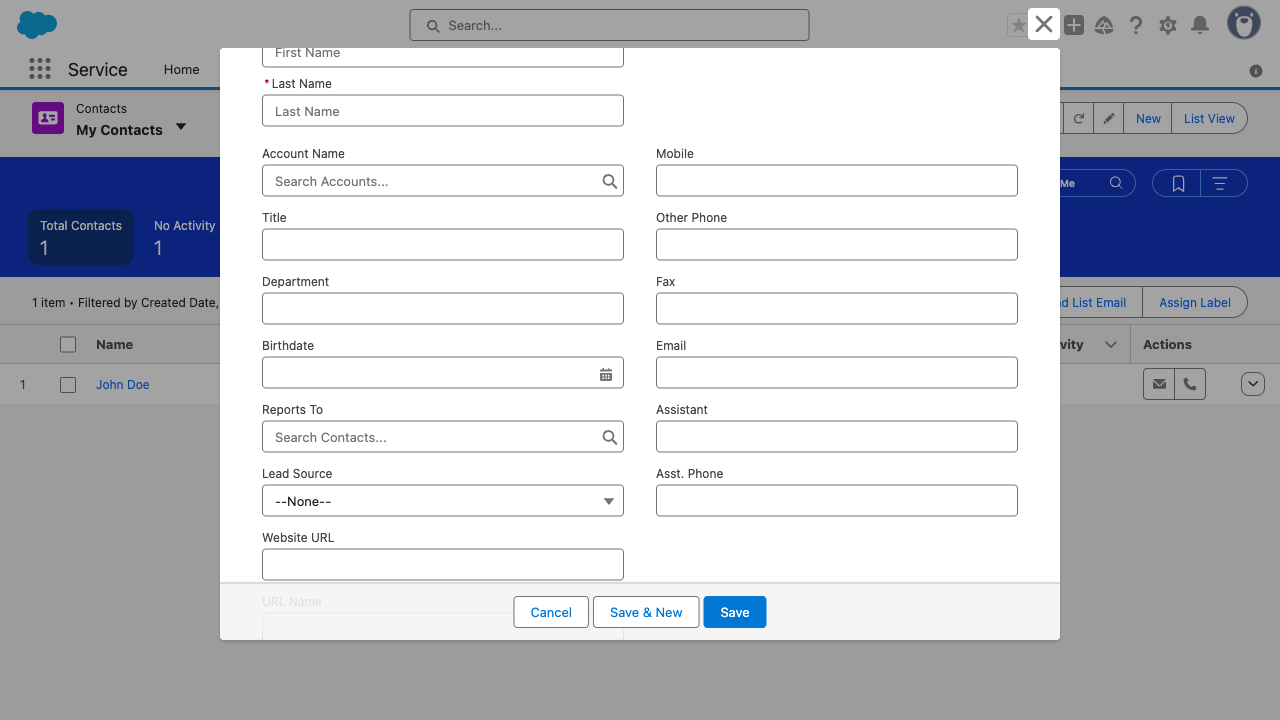 Search...
Service
Home
Contacts
My Contacts
New
List View
Me
Total Contacts
1
No Activity
1
1 item • Filtered by Created Date,
List Email
Assign Label
Name
Actions
1
John Doe
First Name
*Last Name
Last Name
Account Name
Search Accounts...
Mobile
Title
Other Phone
Department
Fax
Birthdate
Email
Reports To
Search Contacts...
Assistant
Lead Source
--None--
Asst. Phone
Website URL
URL Name
Cancel
Save & New
Save